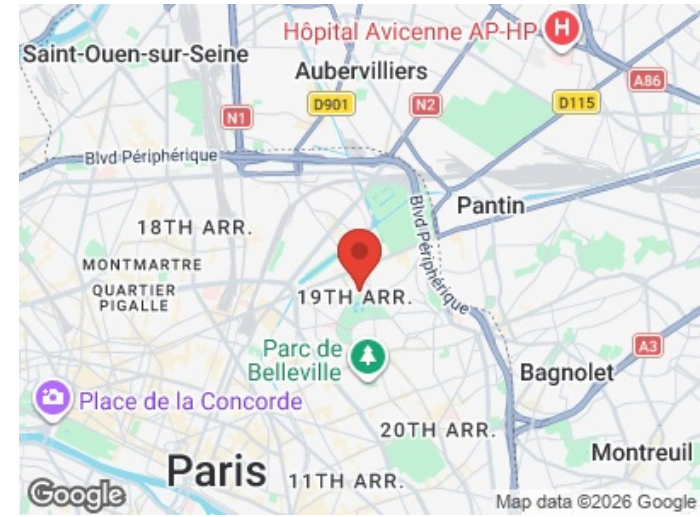 Hôpital Avicenne AP-HP
H
Saint-Ouen-sur-Seine
Aubervilliers
A86
D901
N2
D115
N1
Blvd Périphérique
Pantin
Blvd Périphérique
18TH ARR.
MONTMARTRE
QUARTIER
PIGALLE
19TH ARR.
Parc de
Belleville
A3
Bagnolet
Place de la Concorde
20TH ARR.
Montreuil
Paris
11TH ARR.
Google
Map data ©2026 Google